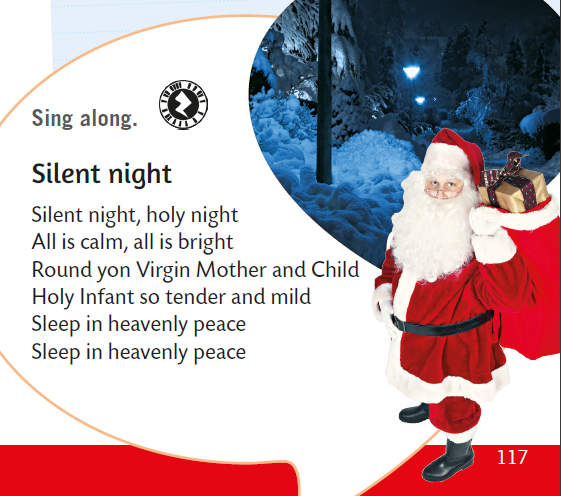 Sing along.
Silent night
Silent night, holy night
All is calm, all is bright
Round yon Virgin Mother and Child
Holy Infant so tender and mild
Sleep in heavenly peace
Sleep in heavenly peace
117